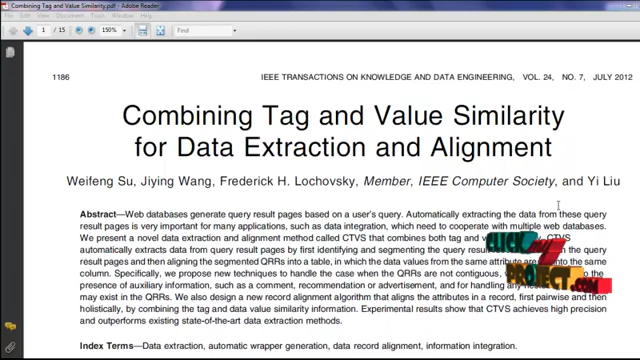 Combining Tag and Value Similarity.pdf - Adobe Reader
File Edit View Document Tools Window Help
1 / 15 150% Find
1186 IEEE TRANSACTIONS ON KNOWLEDGE AND DATA ENGINEERING, VOL. 24, NO. 7, JULY 2012
Combining Tag and Value Similarity
for Data Extraction and Alignment
Weifeng Su, Jiying Wang, Frederick H. Lochovsky, Member, IEEE Computer Society, and Yi Liu
Abstract—Web databases generate query result pages based on a user's query. Automatically extracting the data from these query
result pages is very important for many applications, such as data integration, which need to cooperate with multiple web databases.
We present a novel data extraction and alignment method called CTVS that combines both tag and value similarity. CTVS
automatically extracts data from query result pages by first identifying and segmenting the query result in the query
result pages and then aligning the segmented QRRs into a table, in which the data values from the same attribute are into the same
column. Specifically, we propose new techniques to handle the case when the QRRs are not contiguous, to the
presence of auxiliary information, such as a comment, recommendation or advertisement, and for handling any
may exist in the QRRs. We also design a new record alignment algorithm that aligns the attributes in a record, first pairwise and then
holistically, by combining the tag and data value similarity information. Experimental results show that CTVS achieves high precision
and outperforms existing state-of-the-art data extraction methods.
Index Terms—Data extraction, automatic wrapper generation, data record alignment, information integration.
CLICK MY PROJECT.COM